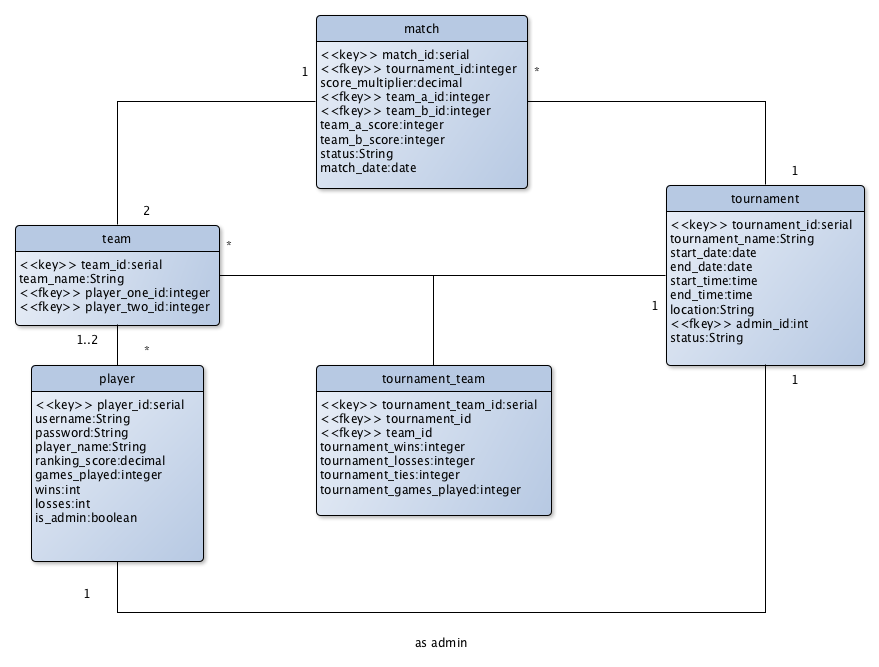 match
<<key>> match_id:serial
<<fkey>> tournament_id:integer
score_multiplier:decimal
<<fkey>> team_a_id:integer
<<fkey>> team_b_id:integer
team_a_score:integer
team_b_score:integer
status:String
match_date:date
1
*
2
1
team
<<key>> team_id:serial
team_name:String
<<fkey>> player_one_id:integer
<<fkey>> player_two_id:integer
*
tournament
<<key>> tournament_id:serial
tournament_name:String
start_date:date
end_date:date
start_time:time
end_time:time
location:String
<<fkey>> admin_id:int
status:String
1
1..2
*
player
<<key>> player_id:serial
username:String
password:String
player_name:String
ranking_score:decimal
games_played:integer
wins:int
losses:int
is_admin:boolean
tournament_team
<<key>> tournament_team_id:serial
<<fkey>> tournament_id
<<fkey>> team_id
tournament_wins:integer
tournament_losses:integer
tournament_ties:integer
tournament_games_played:integer
1
1
as admin